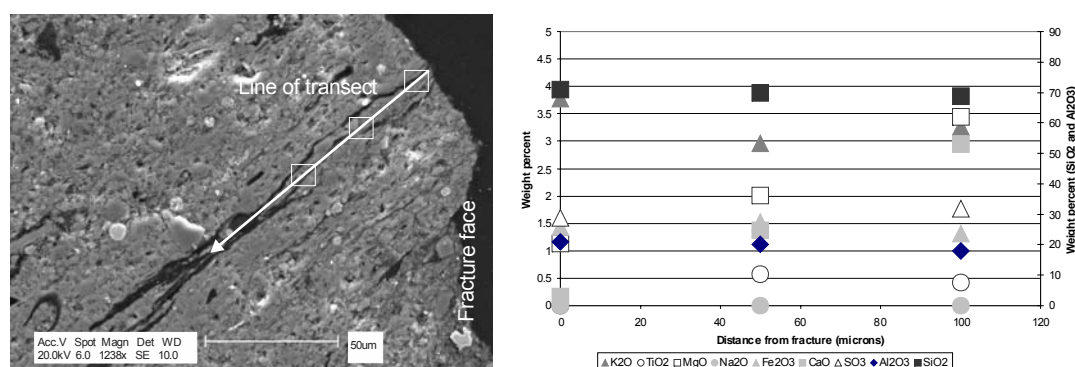 Line of transect
Fracture face
Acc.V Spot Magn Det WD
20.0kV 6.0 1238x SE 10.0
50um
Weight percent
5
4.5
4
3.5
3
2.5
2
1.5
1
0.5
0
0 20 40 60 80 100 120
Distance from fracture (microns)
90
80
70
60
50
40
30
20
10
0
Weight percent (SiO2 and Al2O3)
K2O TiO2 MgO Na2O Fe2O3 CaO SO3 Al2O3 SiO2